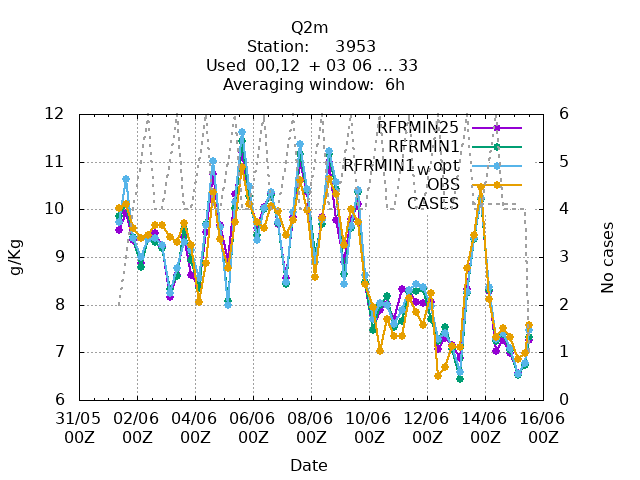 Q2m
Station: 3953
Used 00,12 + 03 06 ... 33
Averaging window: 6h
12 6
RFRMIN25
RFRMIN1
11 5
RFRMIN1w opt
OBS
CASES
10 4
9 3
8 2
7 1
6 0
g/Kg
No cases
31/05 02/06 04/06 06/06 08/06 10/06 12/06 14/06 16/06
00Z 00Z 00Z 00Z 00Z 00Z 00Z 00Z 00Z
Date